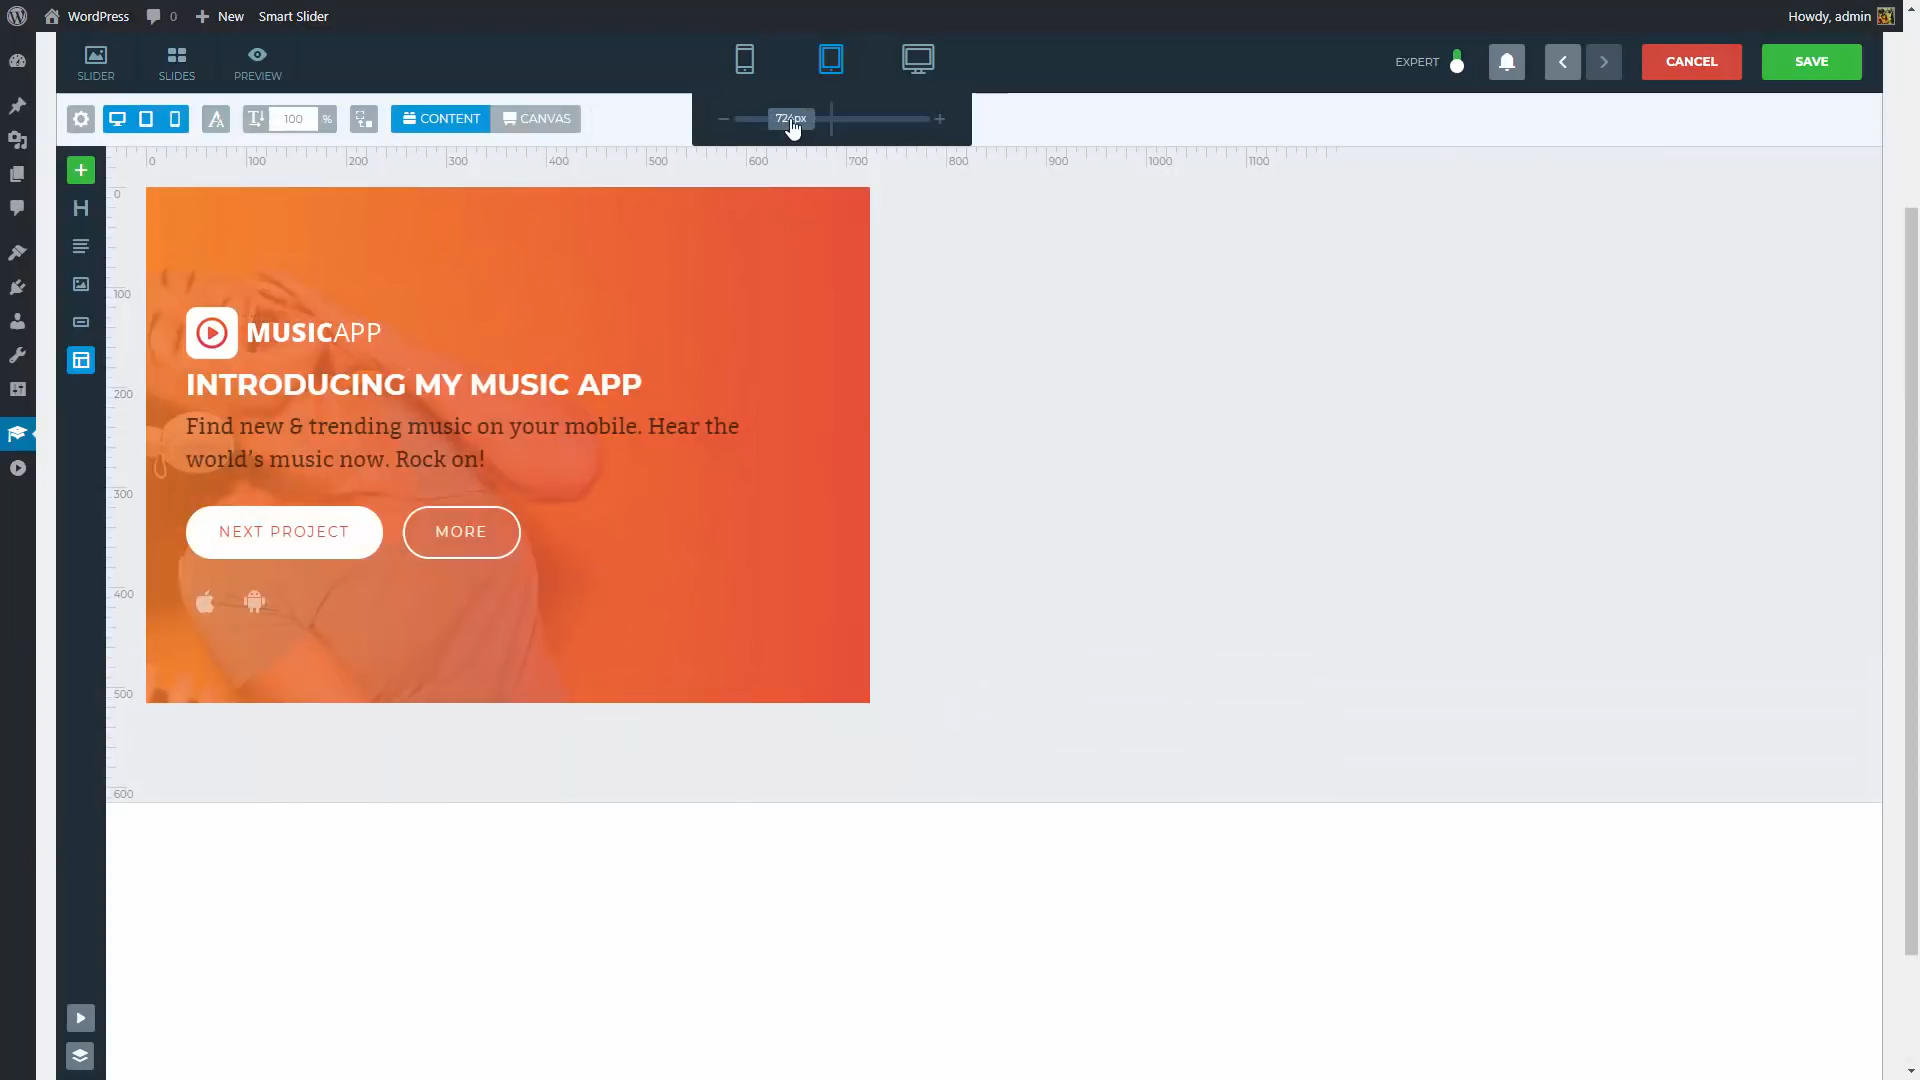 WordPress
0
New
Smart Slider
Howdy, admin
SLIDER
SLIDES
PREVIEW
EXPERT
CANCEL
SAVE
100
%
CONTENT
CANVAS
724px
0
100
200
300
400
500
600
700
800
900
1000
1100
0
100
200
300
400
500
600
MUSICAPP
INTRODUCING MY MUSIC APP
Find new & trending music on your mobile. Hear the
world's music now. Rock on!
NEXT PROJECT
MORE